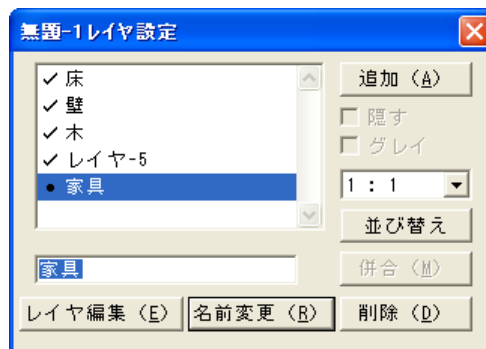 無題-1レイヤ設定
床
壁
木
レイヤ-5
家具
追加 (A)
隠す
グレイ
1 : 1
並び替え
家具
併合 (M)
レイヤ編集 (E)
名前変更 (R)
削除 (D)